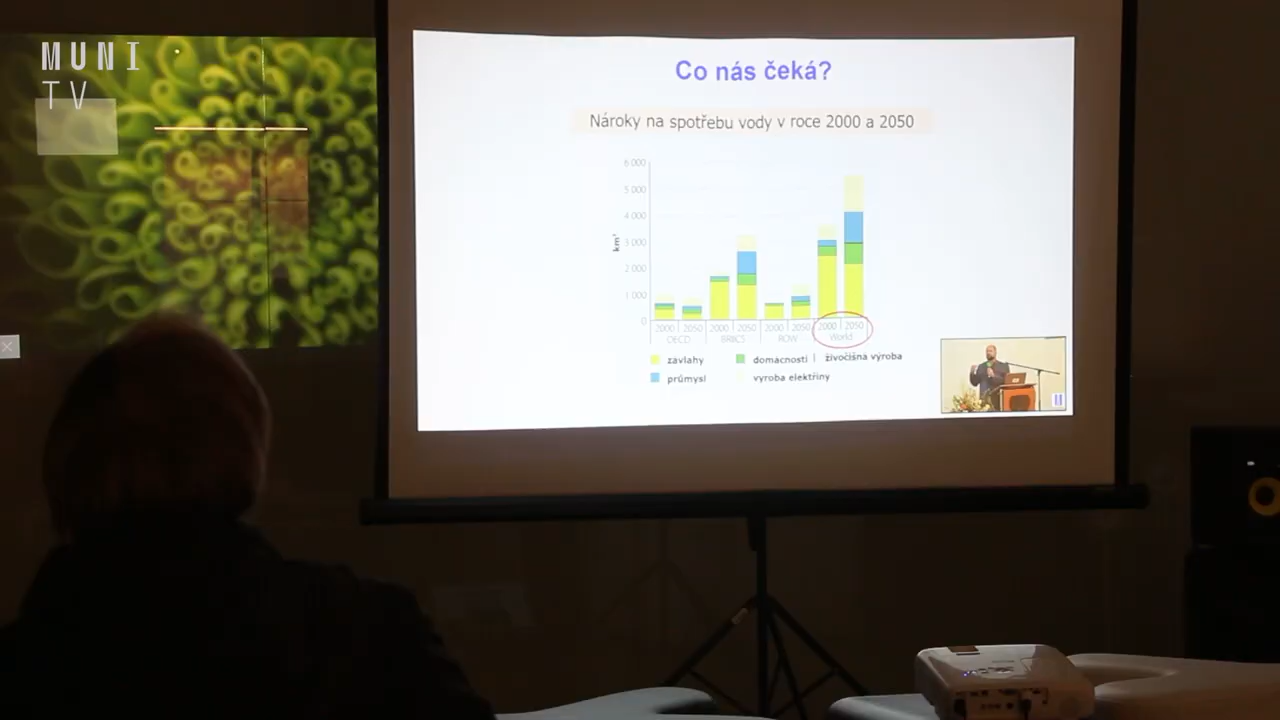 MUNI
TV
Co nás čeká?
Nároky na spotřebu vody v roce 2000 a 2050
6 000
5 000
4 000
3 000
2 000
1 000
0
km³
2000 2050 2000 2050 2000 2050 2000 2050
OECD BRIICS ROW World
zavlahy domacnosti živočišná výroba
průmysl vyroba elektřiny